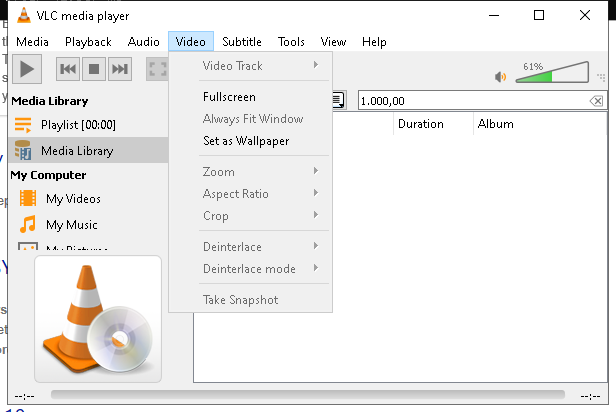 VLC media player
Media Playback Audio Video Subtitle Tools View Help
61%
Media Library
Playlist [00:00]
Media Library
My Computer
My Videos
My Music
My Pictures
Video Track
Fullscreen
Always Fit Window
Set as Wallpaper
Zoom
Aspect Ratio
Crop
Deinterlace
Deinterlace mode
Take Snapshot
1.000,00
Duration Album
--:-- --:--